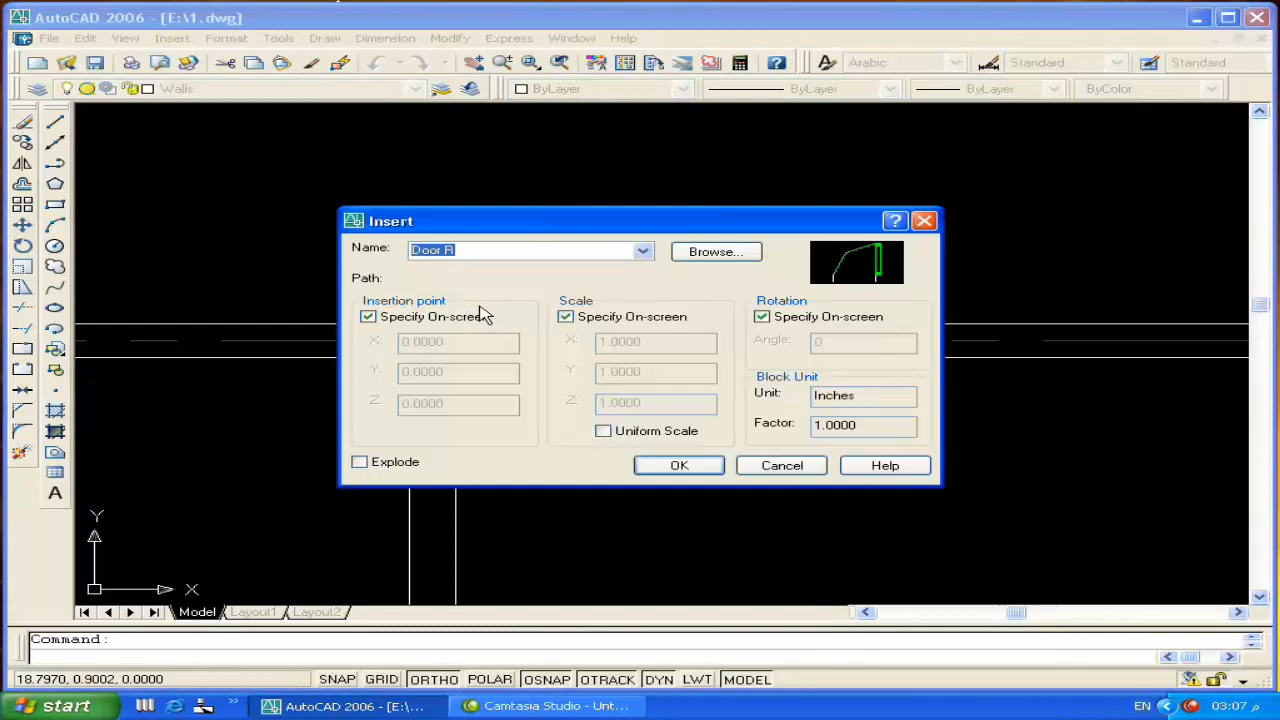 AutoCAD 2006 - [E:\1.dwg]
File Edit View Insert Format Tools Draw Dimension Modify Express Window Help
Arabic Standard Standard
Walls ByLayer ByLayer ByLayer ByColor
Insert
Name: Door R Browse...
Path:
Insertion point Scale Rotation
Specify On-screen Specify On-screen Specify On-screen
X: 0.0000 X: 1.0000 Angle: 0
Y: 0.0000 Y: 1.0000 Block Unit
Unit: Inches
Z: 0.0000 Z: 1.0000
Uniform Scale Factor: 1.0000
Explode OK Cancel Help
A
Y
X
Model Layout1 Layout2
Command:
18.7970, 0.9002, 0.0000 SNAP GRID ORTHO POLAR OSNAP OTRACK DYN LWT MODEL
start AutoCAD 2006 - [E:\... Camtasia Studio - Unt... EN 03:07 م